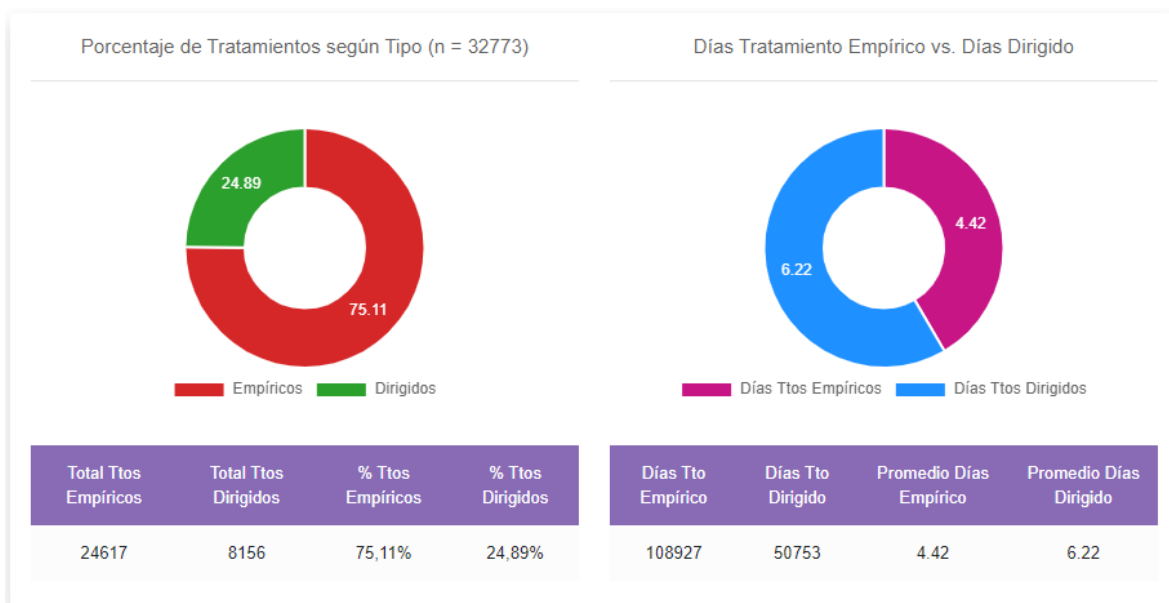 Porcentaje de Tratamientos según Tipo (n = 32773)
24.89
75.11
Empíricos Dirigidos
Total Ttos Total Ttos % Ttos % Ttos
Empíricos Dirigidos Empíricos Dirigidos
24617 8156 75,11% 24,89%
Días Tratamiento Empírico vs. Días Dirigido
4.42
6.22
Días Ttos Empíricos Días Ttos Dirigidos
Días Tto Días Tto Promedio Días Promedio Días
Empírico Dirigido Empírico Dirigido
108927 50753 4.42 6.22